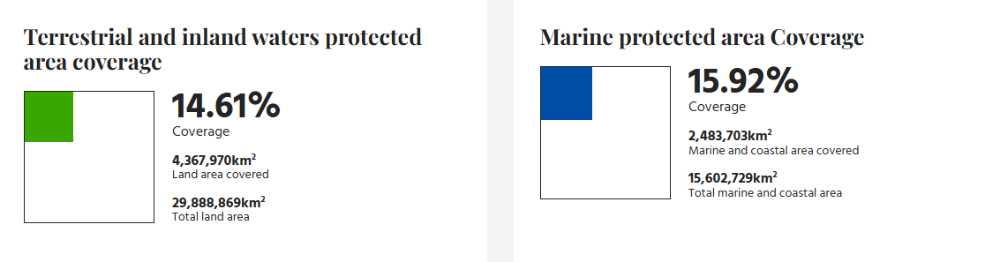 Terrestrial and inland waters protected
area coverage
14.61%
Coverage
4,367,970km²
Land area covered
29,888,869km²
Total land area
Marine protected area Coverage
15.92%
Coverage
2,483,703km²
Marine and coastal area covered
15,602,729km²
Total marine and coastal area